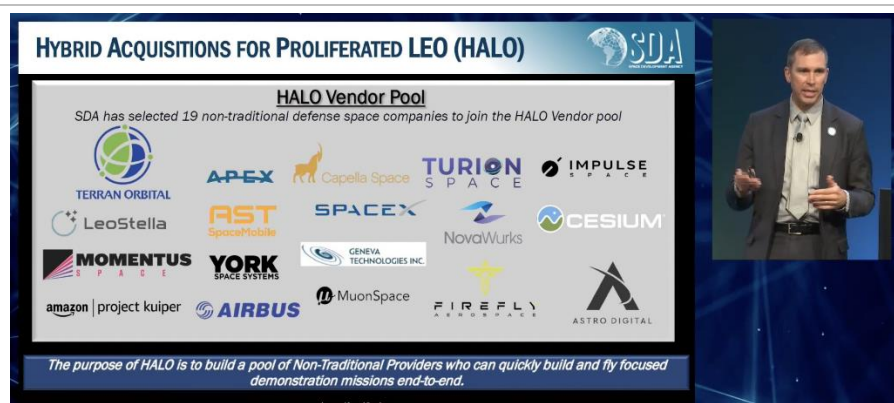 HYBRID ACQUISITIONS FOR PROLIFERATED LEO (HALO)
SDA
SPACE DEVELOPMENT AGENCY
HALO Vendor Pool
SDA has selected 19 non-traditional defense space companies to join the HALO Vendor pool
TERRAN ORBITAL
APEX
Capella Space
TURION
SPACE
IMPULSE
SPACE
LeoStella
AST
SpaceMobile
SPACEX
NovaWurks
CESIUM
MOMENTUS
SPACE
YORK
SPACE SYSTEMS
GENEVA
TECHNOLOGIES INC.
amazon | project kuiper
AIRBUS
MuonSpace
FIREFLY
AEROSPACE
ASTRO DIGITAL
The purpose of HALO is to build a pool of Non-Traditional Providers who can quickly build and fly focused
demonstration missions end-to-end.